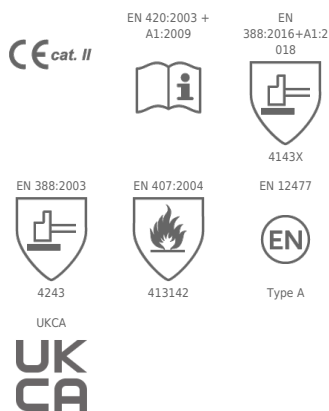 CE cat. II
EN 420:2003 +
A1:2009
i
EN
388:2016+A1:2
018
4143X
EN 388:2003
4243
EN 407:2004
413142
EN 12477
EN
Type A
UKCA
UK
CA